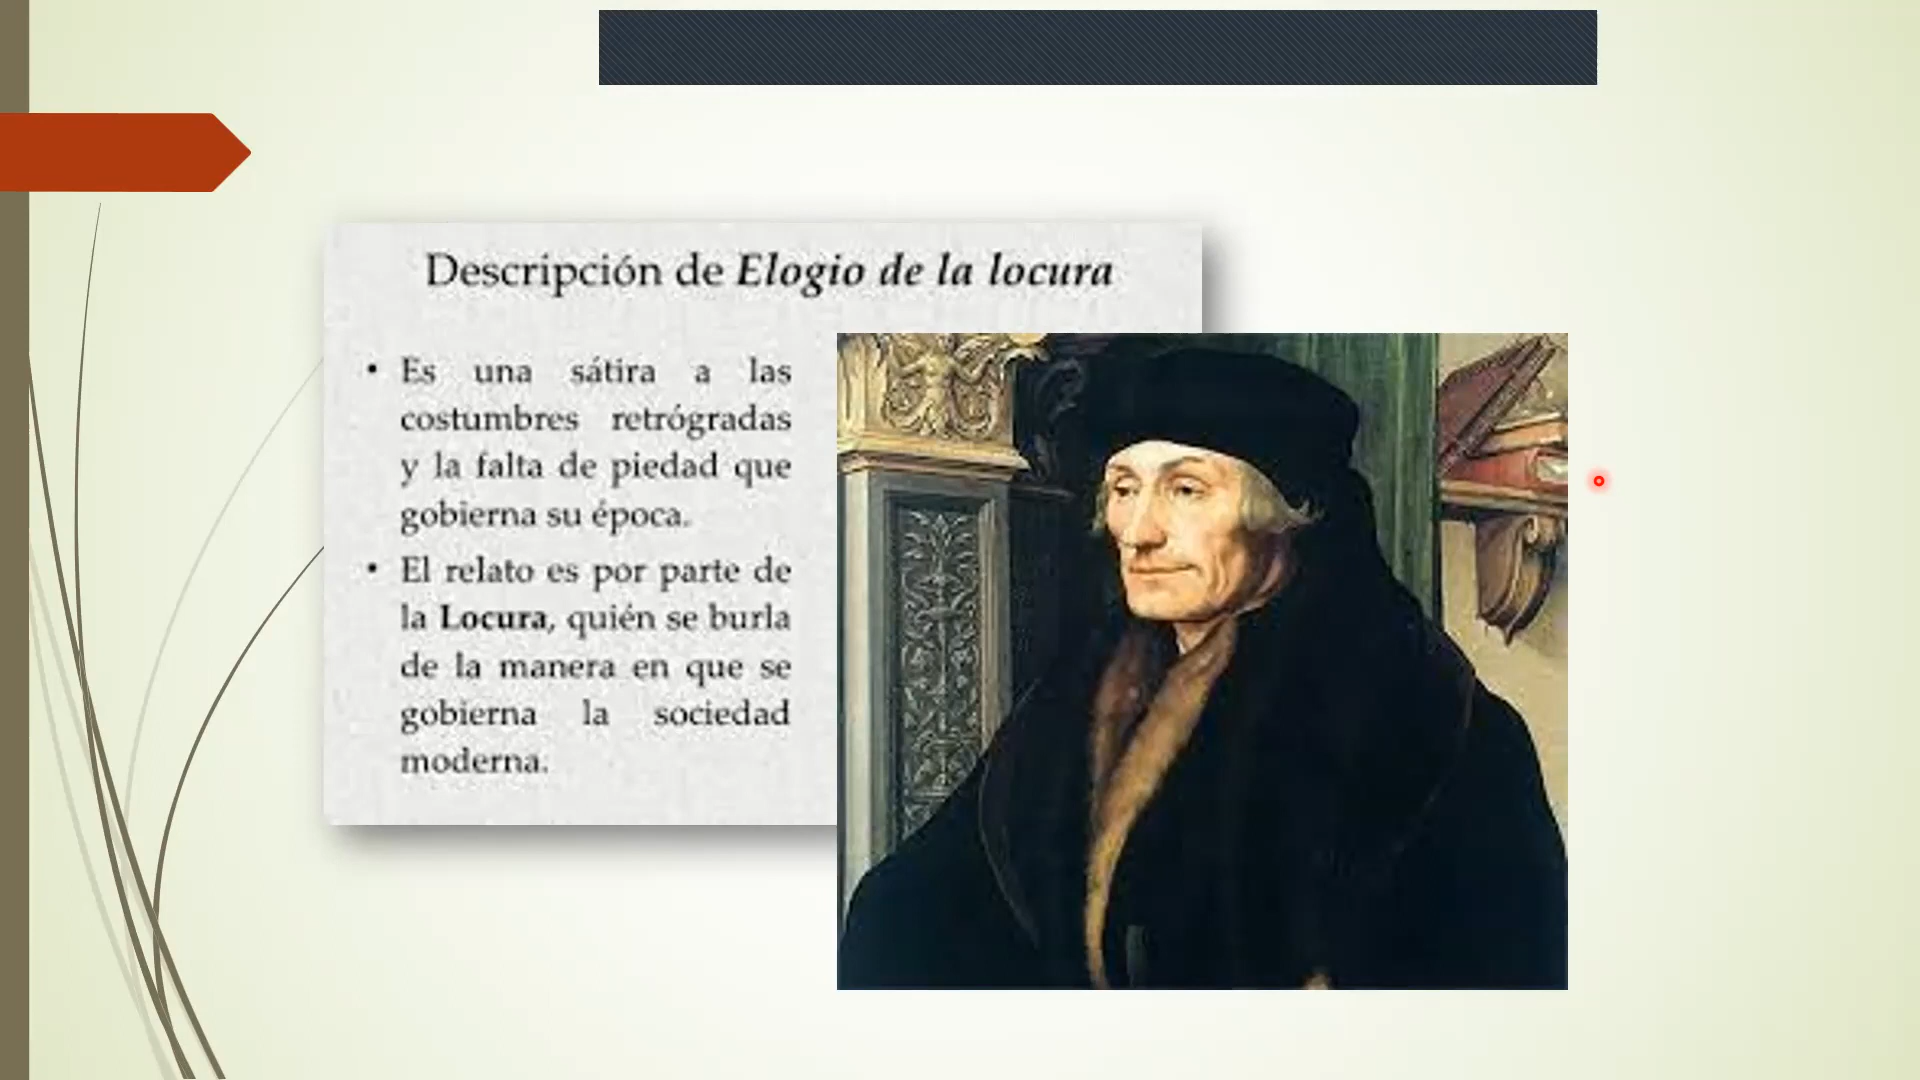 Descripción de Elogio de la locura
• Es una sátira a las
costumbres retrógradas
y la falta de piedad que
gobierna su época.
• El relato es por parte de
la Locura, quién se burla
de la manera en que se
gobierna la sociedad
moderna.